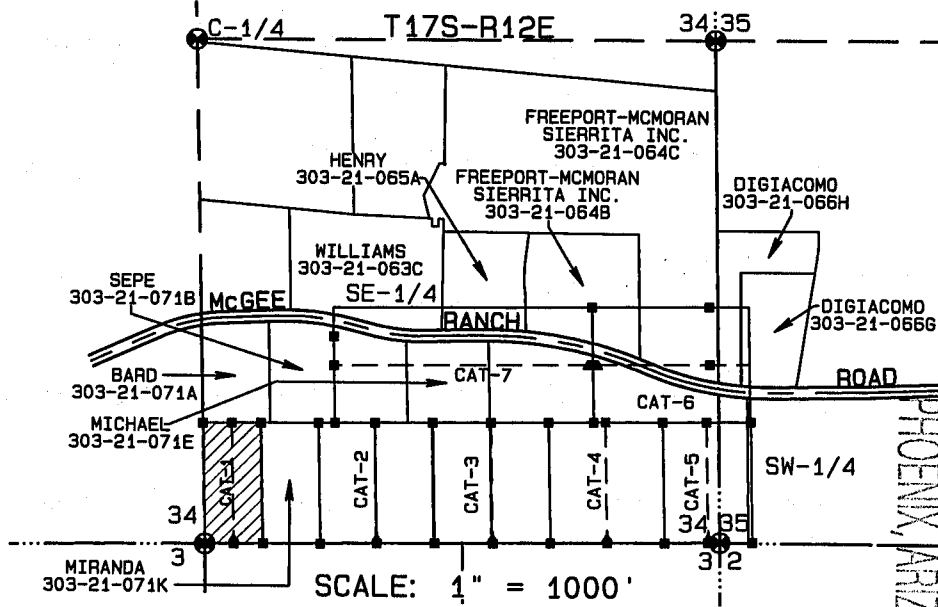 C-1/4
T17S-R12E
34 35
FREEPORT-MCMORAN
SIERRITA INC.
303-21-064C
HENRY
303-21-065A
FREEPORT-MCMORAN
SIERRITA INC.
303-21-064B
DIGIACOMO
303-21-066H
WILLIAMS
303-21-063C
SEPE
303-21-071B
SE-1/4
McGEE
RANCH
ROAD
DIGIACOMO
303-21-066G
BARD
303-21-071A
CAT-7
CAT-6
MICHAEL
303-21-071E
CAT-1
CAT-2
CAT-3
CAT-4
CAT-5
SW-1/4
34
3
34 35
3 2
MIRANDA
303-21-071K
SCALE: 1" = 1000'
PHOENIX, ARIZ